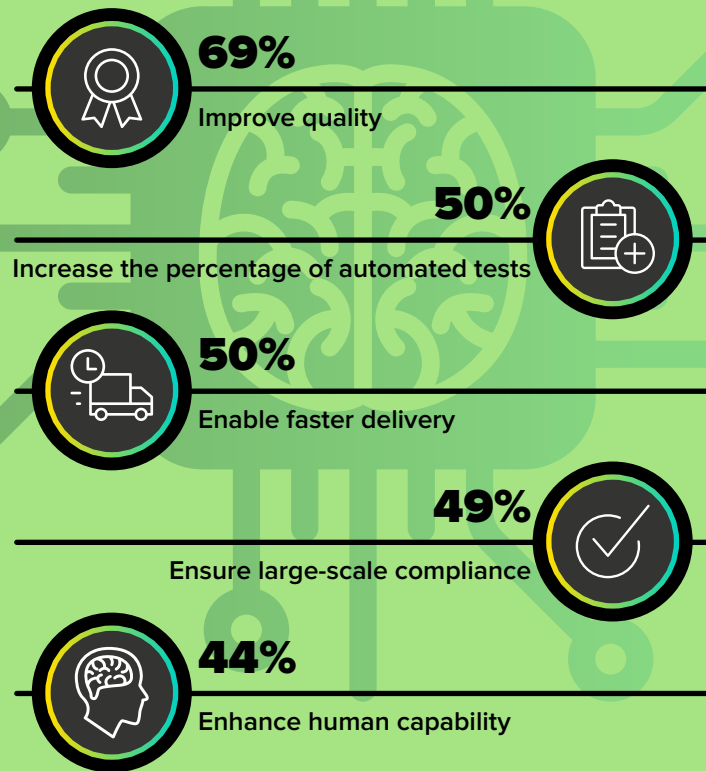 69%
Improve quality
50%
Increase the percentage of automated tests
50%
Enable faster delivery
49%
Ensure large-scale compliance
44%
Enhance human capability